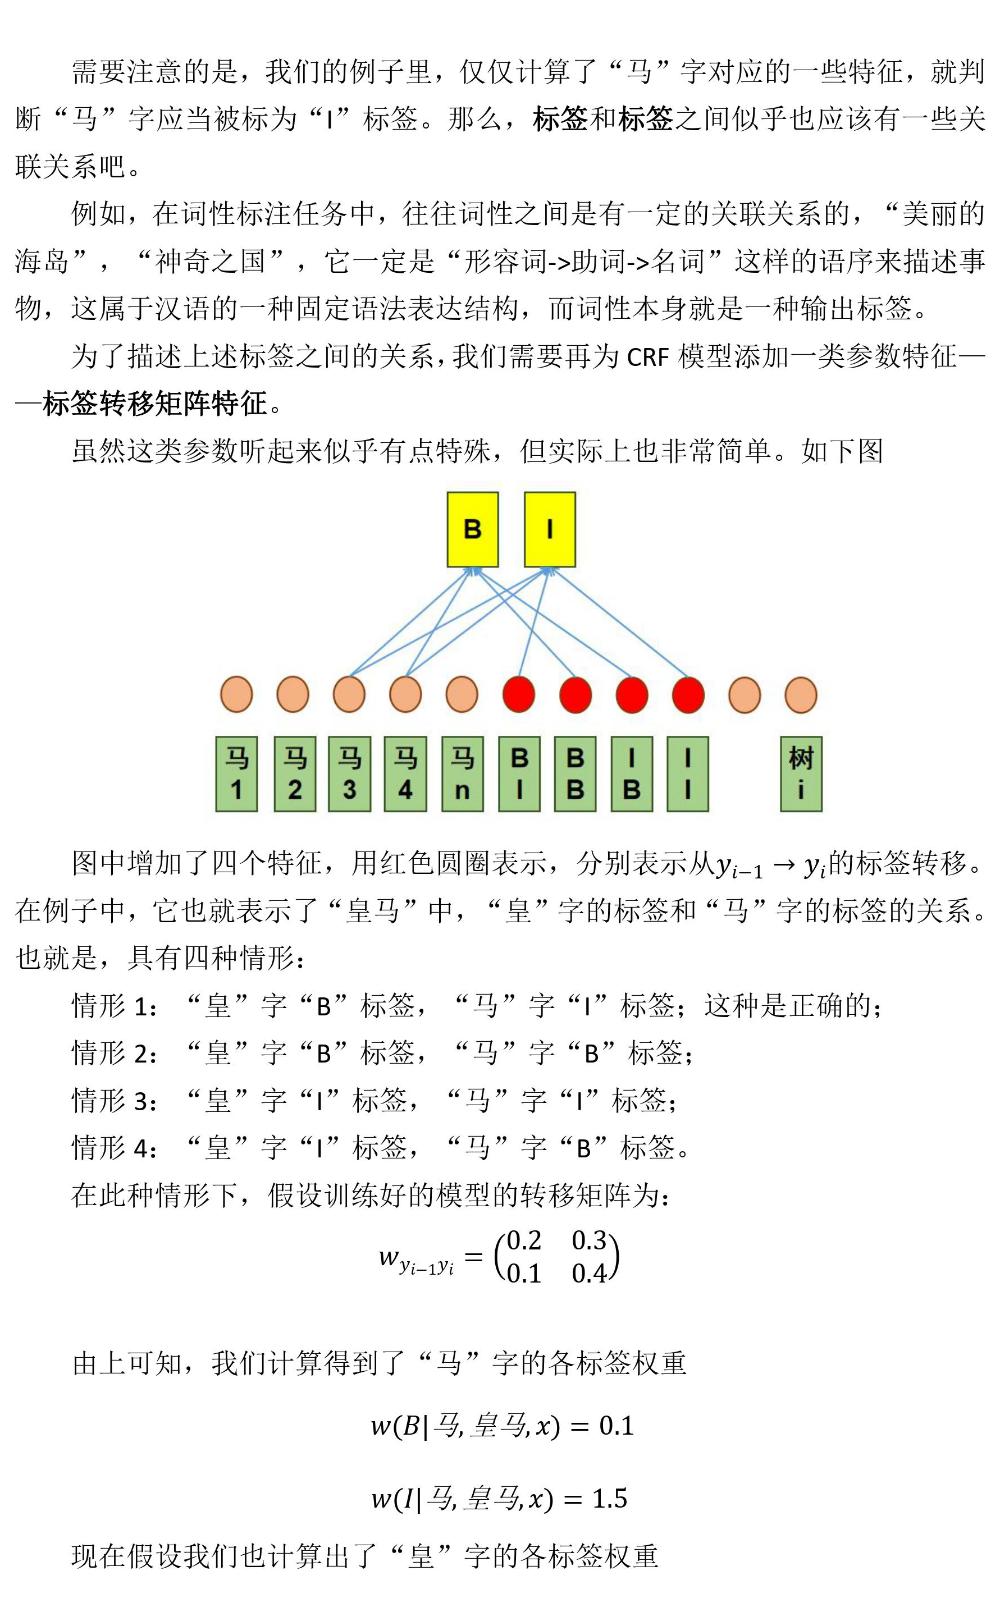 需要注意的是，我们的例子里，仅仅计算了“马”字对应的一些特征，就判
断“马”字应当被标为“I”标签。那么，标签和标签之间似乎也应该有一些关
联关系吧。
例如，在词性标注任务中，往往词性之间是有一定的关联关系的，“美丽的
海岛”，“神奇之国”，它一定是“形容词->助词->名词”这样的语序来描述事
物，这属于汉语的一种固定语法表达结构，而词性本身就是一种输出标签。
为了描述上述标签之间的关系，我们需要再为 CRF 模型添加一类参数特征—
—标签转移矩阵特征。
虽然这类参数听起来似乎有点特殊，但实际上也非常简单。如下图
B I
马 马 马 马 马 B B I I 树
1 2 3 4 n I B B I i
图中增加了四个特征，用红色圆圈表示，分别表示从y_{i−1} → y_i的标签转移。
在例子中，它也就表示了“皇马”中，“皇”字的标签和“马”字的标签的关系。
也就是，具有四种情形：
情形 1：“皇”字“B”标签，“马”字“I”标签；这种是正确的；
情形 2：“皇”字“B”标签，“马”字“B”标签；
情形 3：“皇”字“I”标签，“马”字“I”标签；
情形 4：“皇”字“I”标签，“马”字“B”标签。
在此种情形下，假设训练好的模型的转移矩阵为：
w_{y_{i−1}y_i} = (0.2 0.3
0.1 0.4)
由上可知，我们计算得到了“马”字的各标签权重
w(B|马,皇马,x) = 0.1
w(I|马,皇马,x) = 1.5
现在假设我们也计算出了“皇”字的各标签权重